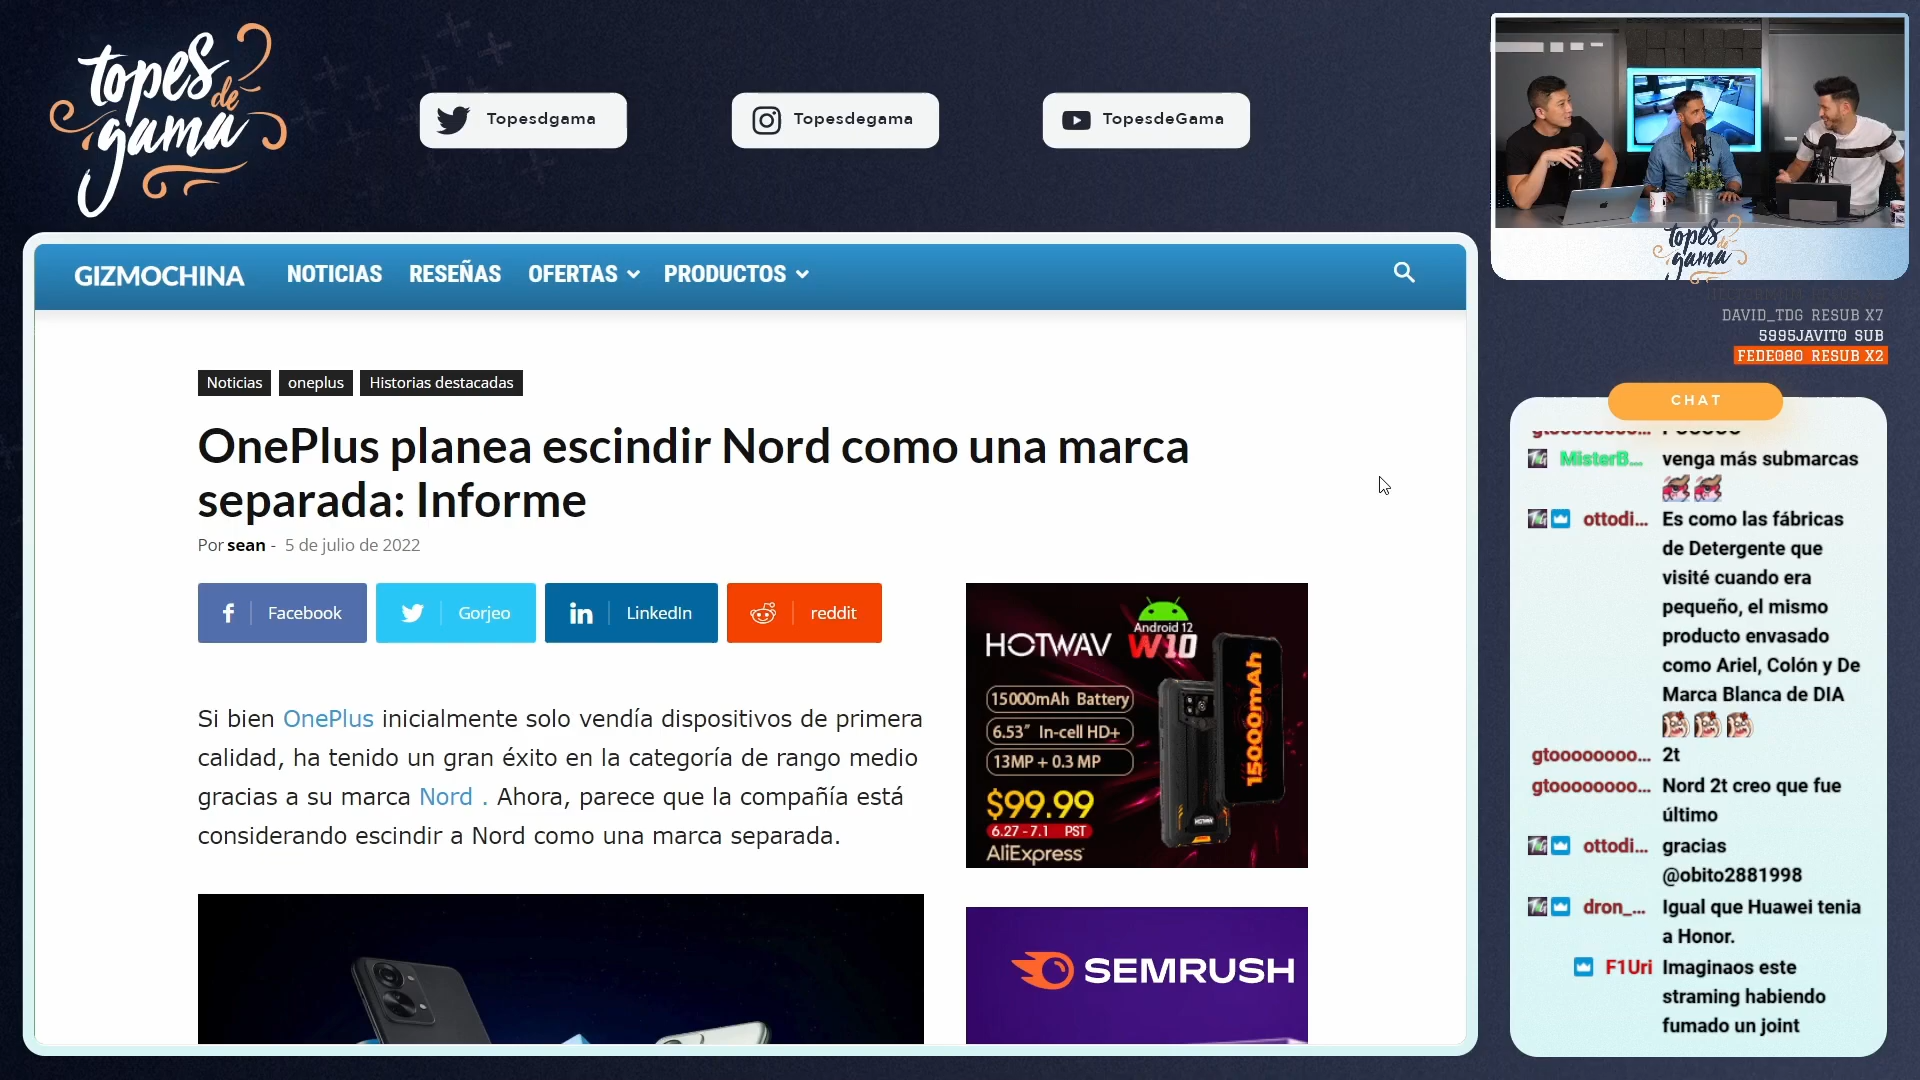 topes
de
gama
Topesdgama
Topesdegama
TopesdeGama
GIZMOCHINA
NOTICIAS
RESEÑAS
OFERTAS
PRODUCTOS
Noticias
oneplus
Historias destacadas
OnePlus planea escindir Nord como una marca
separada: Informe
Por sean - 5 de julio de 2022
Facebook
Gorjeo
LinkedIn
reddit
Si bien OnePlus inicialmente solo vendía dispositivos de primera
calidad, ha tenido un gran éxito en la categoría de rango medio
gracias a su marca Nord . Ahora, parece que la compañía está
considerando escindir a Nord como una marca separada.
Android 12
HOTWAV W10
15000mAh Battery
6.53" In-cell HD+
13MP + 0.3 MP
$99.99
6.27 - 7.1 PST
AliExpress
15000mAh
HOTWAV
SEMRUSH
topes
de
gama
DAVID_TDG RESUB X7
5995JAVIT0 SUB
FEDE080 RESUB X2
CHAT
MisterB... venga más submarcas
ottodi... Es como las fábricas
de Detergente que
visité cuando era
pequeño, el mismo
producto envasado
como Ariel, Colón y De
Marca Blanca de DIA
gtoooooooo... 2t
gtoooooooo... Nord 2t creo que fue
último
ottodi... gracias
@obito2881998
dron_... Igual que Huawei tenia
a Honor.
F1Uri Imaginaos este
straming habiendo
fumado un joint